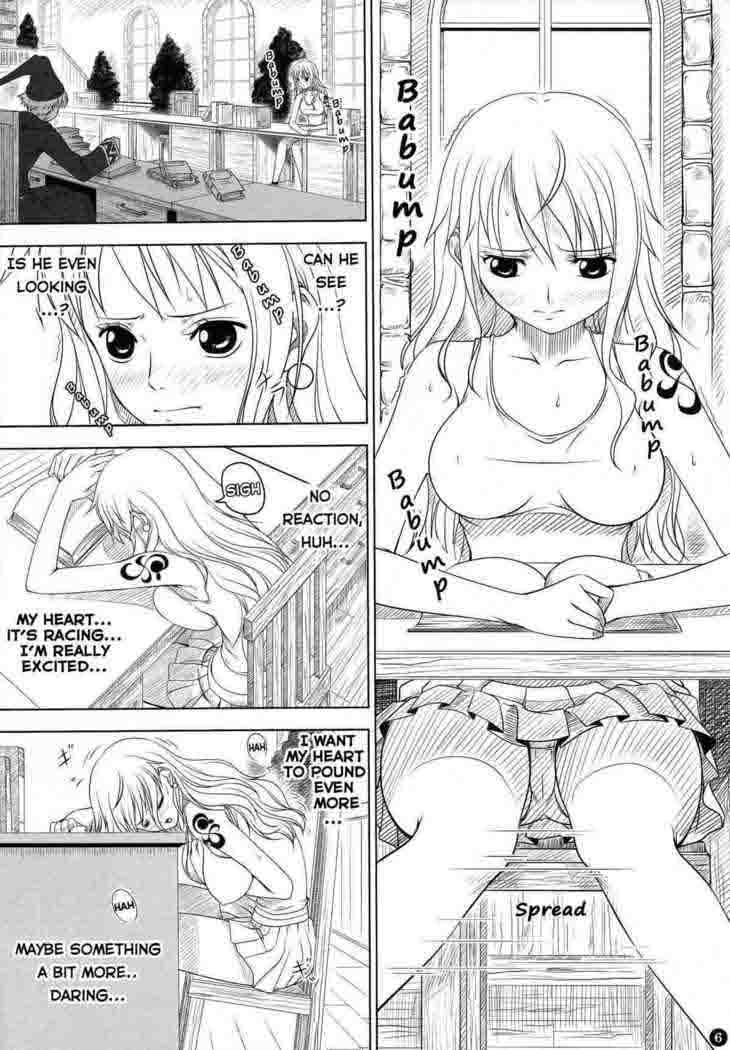 Babump
Babump
Babump
Babump
Babump
Spread
CAN HE
SEE
...?
IS HE EVEN
LOOKING
...?
Babump
SIGH
NO
REACTION,
HUH...
MY HEART...
IT'S RACING...
I'M REALLY
EXCITED...
HAH
I WANT
MY HEART
TO POUND
EVEN
MORE
...
HAH
MAYBE SOMETHING
A BIT MORE..
DARING...
6